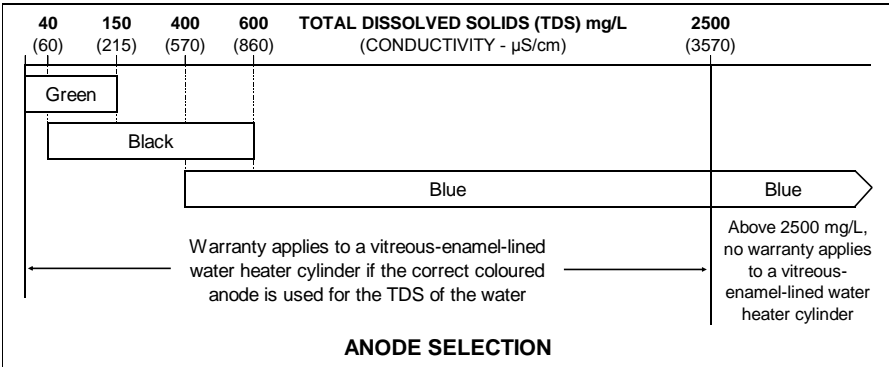 40 150 400 600 TOTAL DISSOLVED SOLIDS (TDS) mg/L 2500
(60) (215) (570) (860) (CONDUCTIVITY - µS/cm) (3570)
Green
Black
Blue Blue
Warranty applies to a vitreous-enamel-lined
water heater cylinder if the correct coloured
anode is used for the TDS of the water
Above 2500 mg/L,
no warranty applies
to a vitreous-
enamel-lined water
heater cylinder
ANODE SELECTION